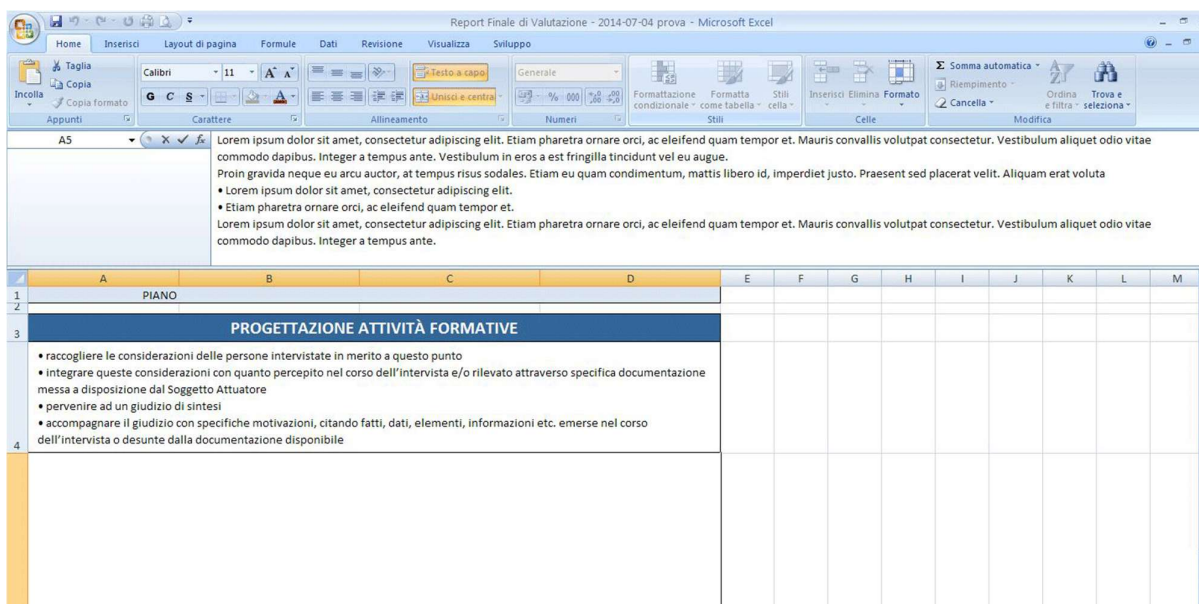 Report Finale di Valutazione - 2014-07-04 prova - Microsoft Excel
Home Inserisci Layout di pagina Formule Dati Revisione Visualizza Sviluppo
Incolla
Taglia
Copia
Copia formato
Appunti
Calibri 11 A A
G C S A
Carattere
Testo a capo
Unisci e centra
Allineamento
Generale
% 000 ,0 ,00 ,00 ,0
Numeri
Formattazione condizionale
Formatta come tabella
Stili cella
Stili
Inserisci Elimina Formato
Celle
Σ Somma automatica
Riempimento
Cancella
Ordina e filtra
Trova e seleziona
Modifica
A5 fx
Lorem ipsum dolor sit amet, consectetur adipiscing elit. Etiam pharetra ornare orci, ac eleifend quam tempor et. Mauris convallis volutpat consectetur. Vestibulum aliquet odio vitae
commodo dapibus. Integer a tempus ante. Vestibulum in eros a est fringilla tincidunt vel eu augue.
Proin gravida neque eu arcu auctor, at tempus risus sodales. Etiam eu quam condimentum, mattis libero id, imperdiet justo. Praesent sed placerat velit. Aliquam erat voluta
• Lorem ipsum dolor sit amet, consectetur adipiscing elit.
• Etiam pharetra ornare orci, ac eleifend quam tempor et.
Lorem ipsum dolor sit amet, consectetur adipiscing elit. Etiam pharetra ornare orci, ac eleifend quam tempor et. Mauris convallis volutpat consectetur. Vestibulum aliquet odio vitae
commodo dapibus. Integer a tempus ante.
A B C D E F G H I J K L M
1 PIANO
2
3 PROGETTAZIONE ATTIVITÀ FORMATIVE
• raccogliere le considerazioni delle persone intervistate in merito a questo punto
• integrare queste considerazioni con quanto percepito nel corso dell'intervista e/o rilevato attraverso specifica documentazione
messa a disposizione dal Soggetto Attuatore
• pervenire ad un giudizio di sintesi
• accompagnare il giudizio con specifiche motivazioni, citando fatti, dati, elementi, informazioni etc. emerse nel corso
4 dell'intervista o desunte dalla documentazione disponibile